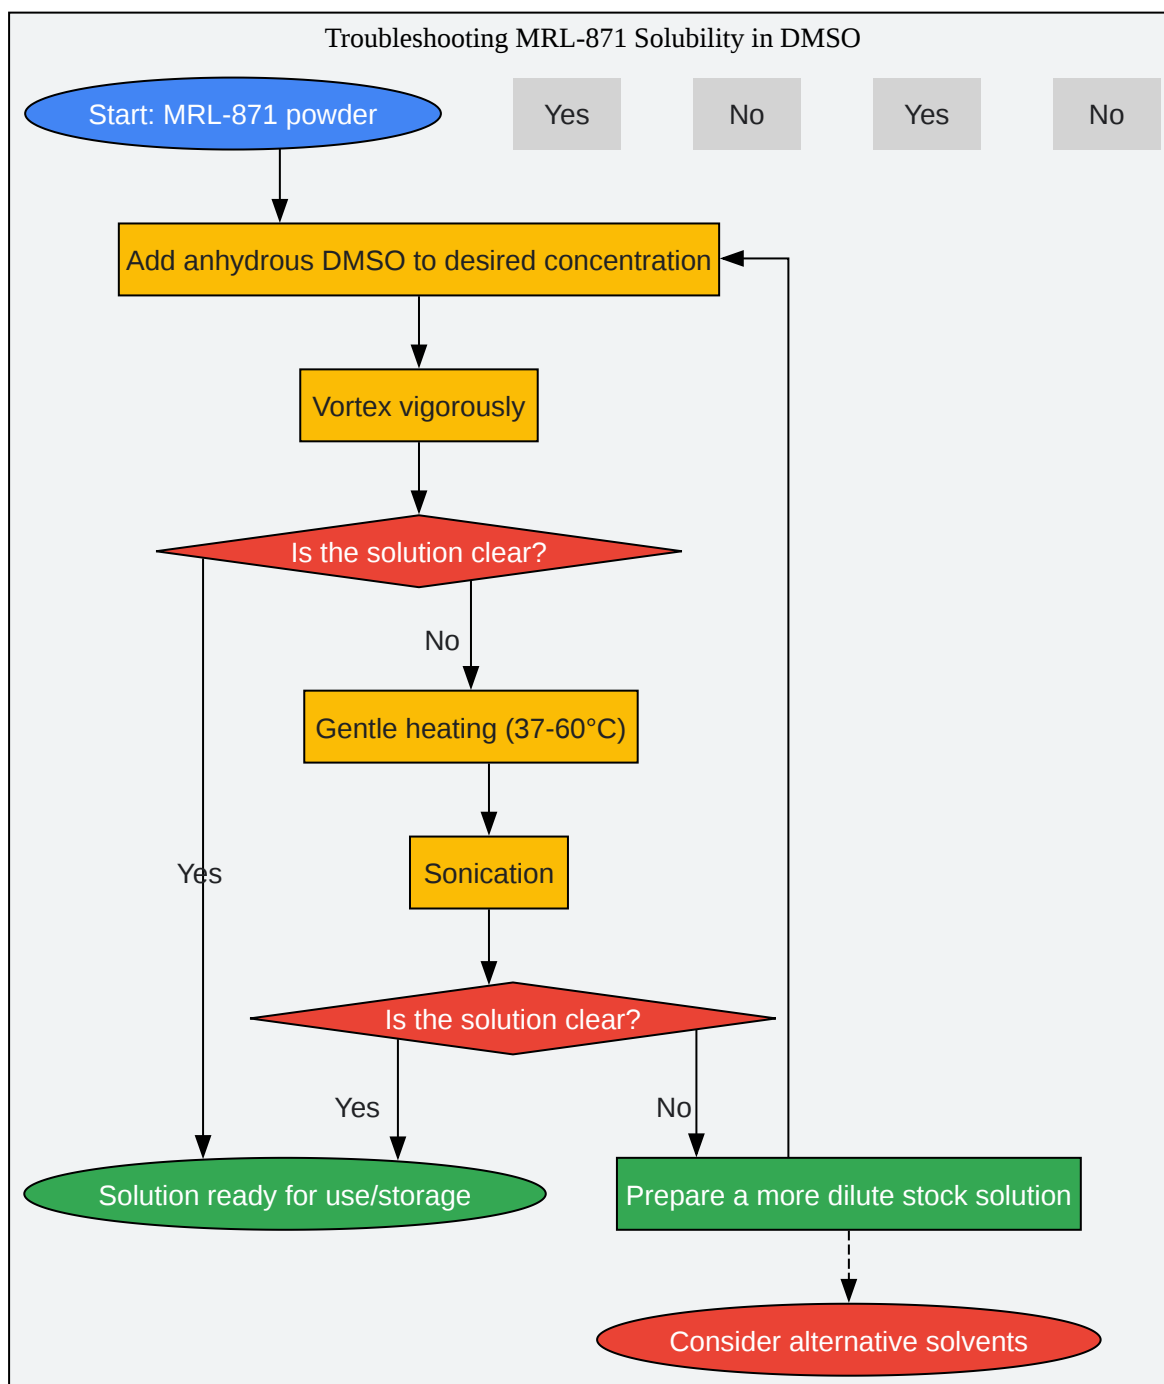 Troubleshooting MRL-871 Solubility in DMSO
Start: MRL-871 powder
Yes
No
Yes
No
Add anhydrous DMSO to desired concentration
Vortex vigorously
Is the solution clear?
No
Gentle heating (37-60°C)
Yes
Sonication
Is the solution clear?
Yes
No
Solution ready for use/storage
Prepare a more dilute stock solution
Consider alternative solvents